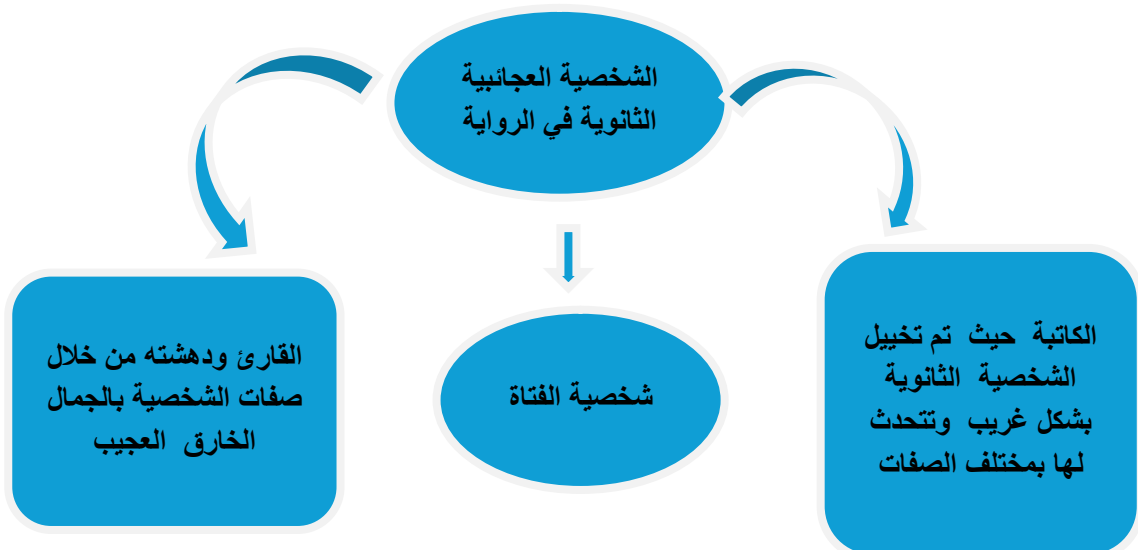 الشخصية العجائبية
الثانوية في الرواية
الكاتبة حيث تم تخييل
الشخصية الثانوية
بشكل غريب وتتحدث
لها بمختلف الصفات
شخصية الفتاة
القارئ ودهشته من خلال
صفات الشخصية بالجمال
الخارق العجيب